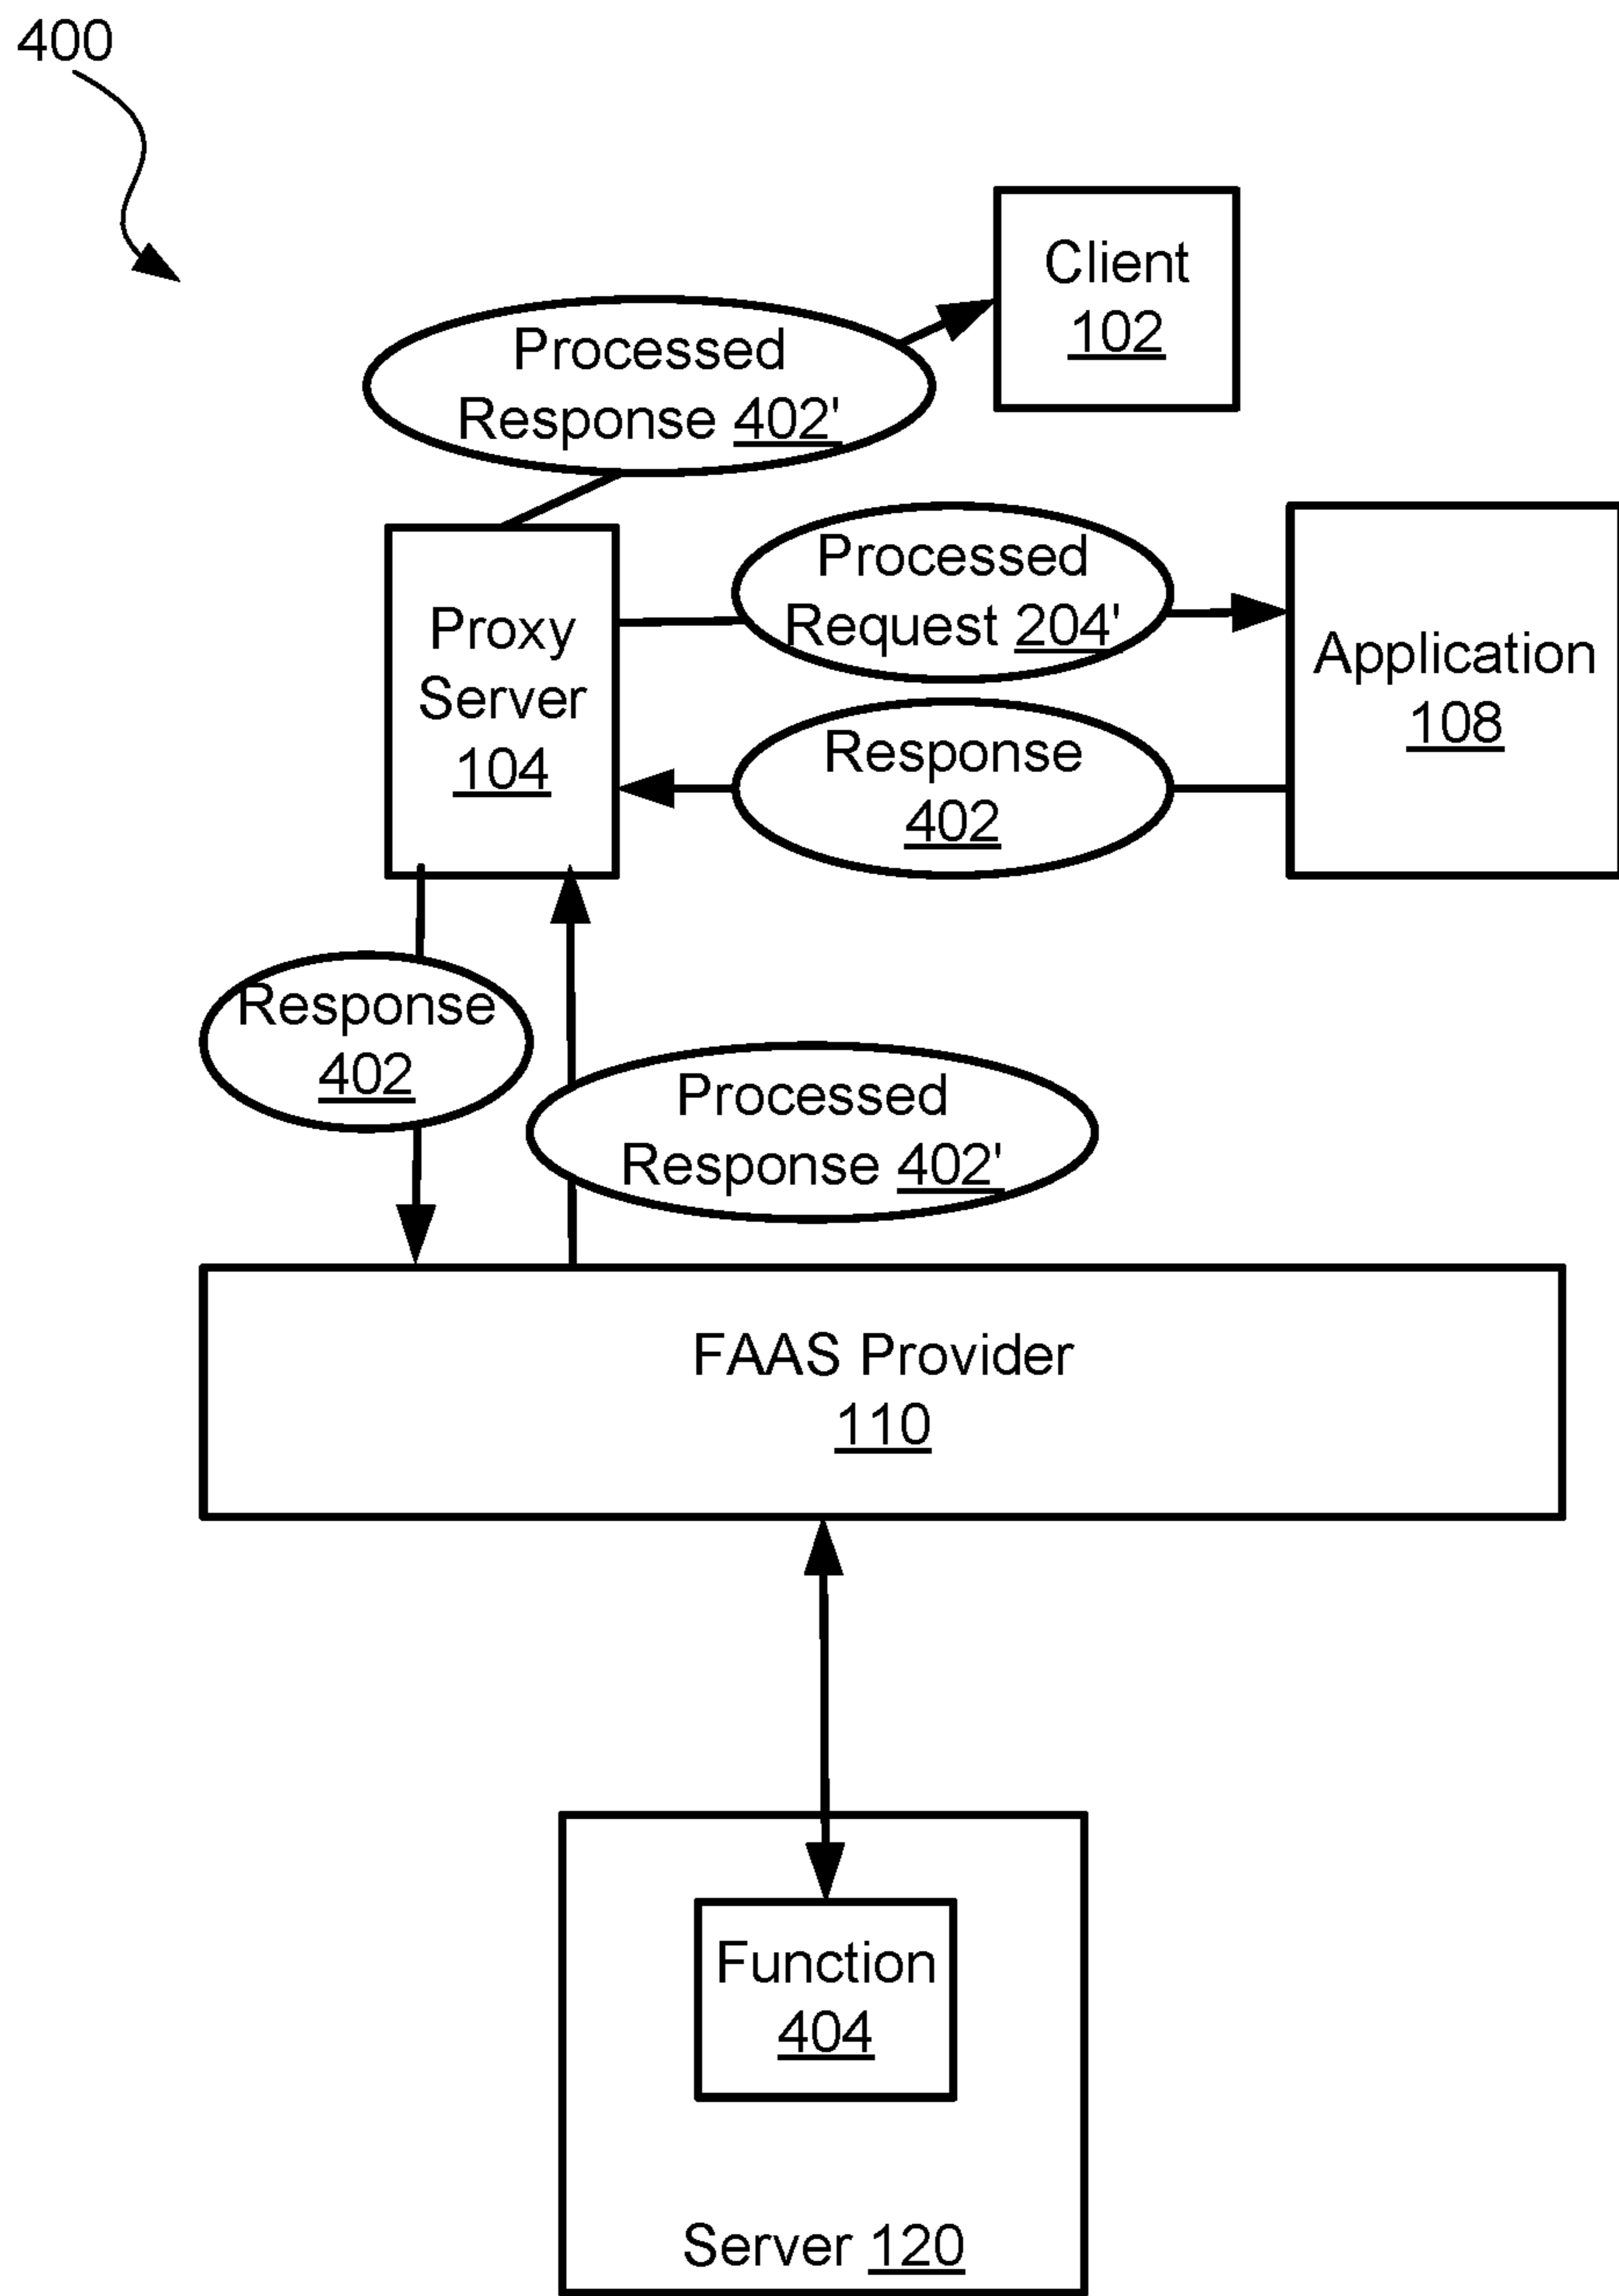 400
Client
102
Processed
Response 402'
Processed
Request 204'
Proxy
Server
104
Application
108
Response
402
Response
402
Processed
Response 402'
FAAS Provider
110
Function
404
Server 120